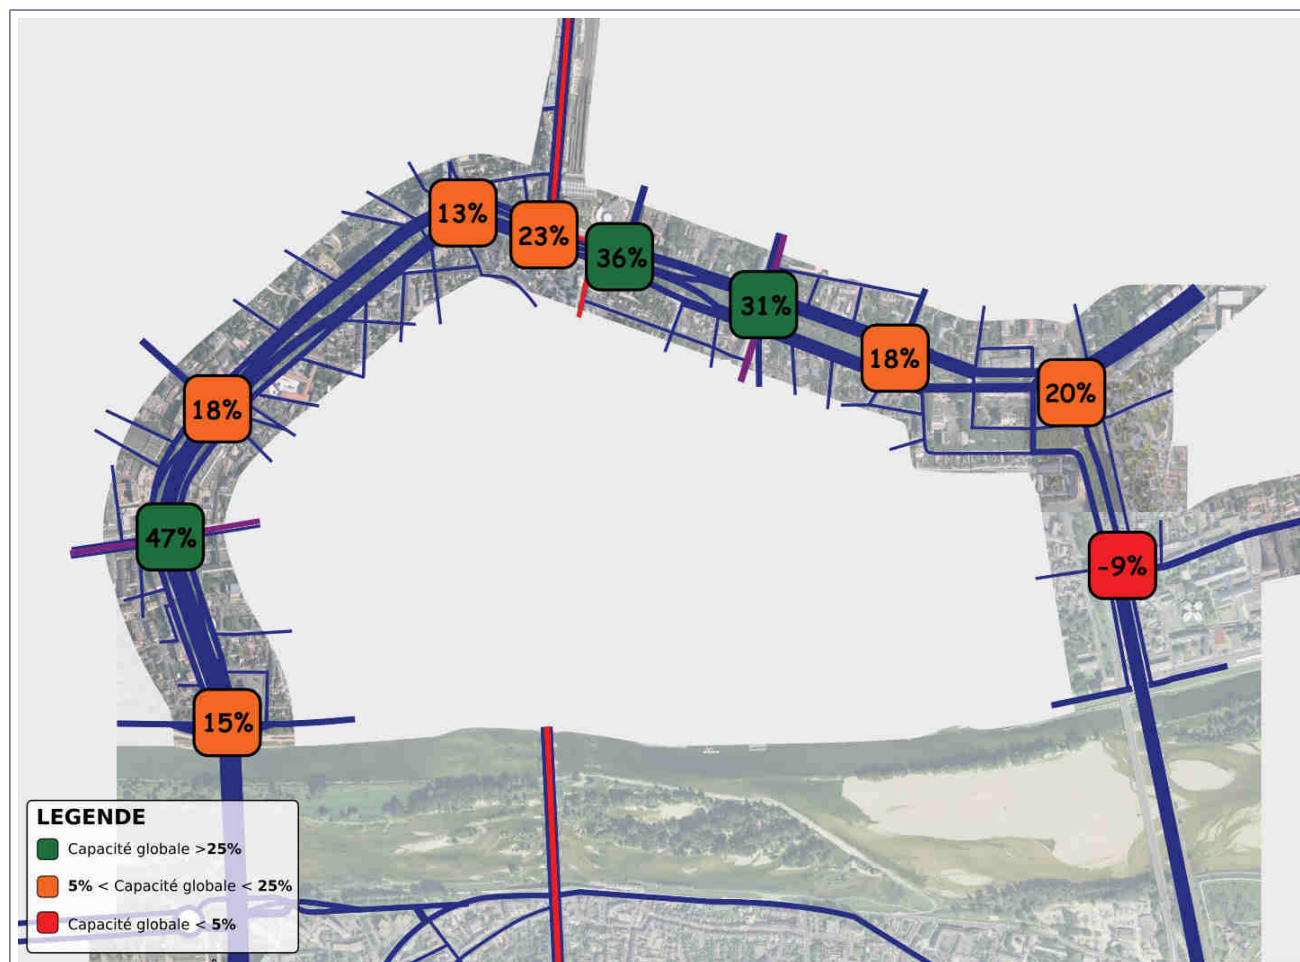 13%
23%
36%
31%
18%
20%
18%
47%
-9%
15%
LEGENDE
Capacité globale >25%
5% < Capacité globale < 25%
Capacité globale < 5%